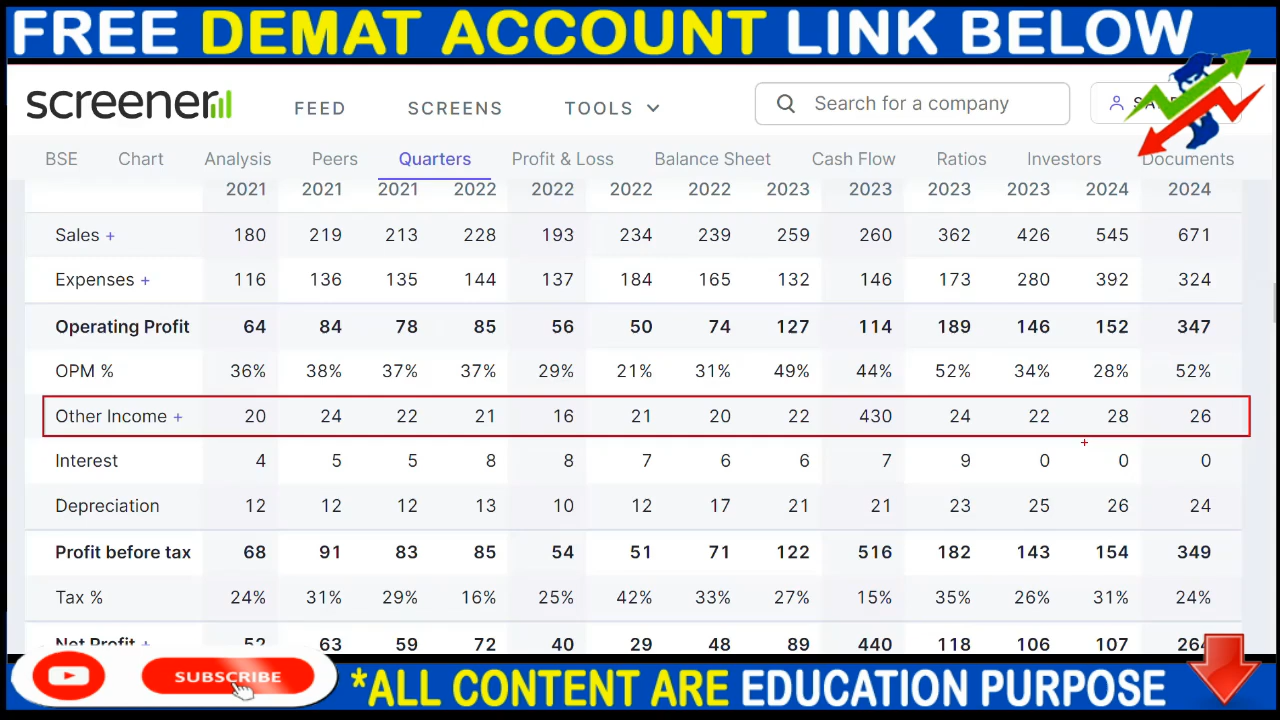 FREE DEMAT ACCOUNT LINK BELOW
screener FEED SCREENS TOOLS Search for a company
BSE Chart Analysis Peers Quarters Profit & Loss Balance Sheet Cash Flow Ratios Investors Documents
2021 2021 2021 2022 2022 2022 2022 2023 2023 2023 2023 2024 2024
Sales + 180 219 213 228 193 234 239 259 260 362 426 545 671
Expenses + 116 136 135 144 137 184 165 132 146 173 280 392 324
Operating Profit 64 84 78 85 56 50 74 127 114 189 146 152 347
OPM % 36% 38% 37% 37% 29% 21% 31% 49% 44% 52% 34% 28% 52%
Other Income + 20 24 22 21 16 21 20 22 430 24 22 28 26
Interest 4 5 5 8 8 7 6 6 7 9 0 0 0
Depreciation 12 12 12 13 10 12 17 21 21 23 25 26 24
Profit before tax 68 91 83 85 54 51 71 122 516 182 143 154 349
Tax % 24% 31% 29% 16% 25% 42% 33% 27% 15% 35% 26% 31% 24%
Net Profit + 52 63 59 72 40 29 48 89 440 118 106 107 264
SUBSCRIBE
*ALL CONTENT ARE EDUCATION PURPOSE